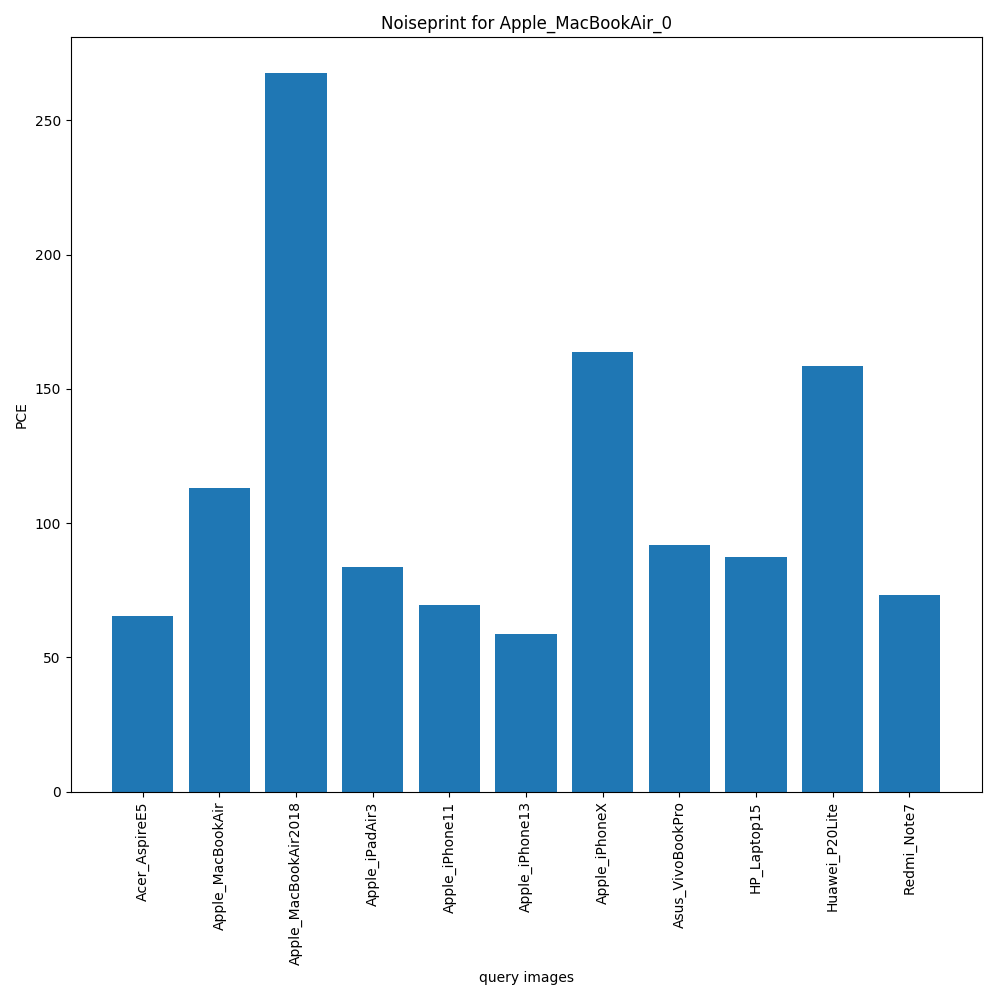 Noiseprint for Apple_MacBookAir_0
PCE
250
200
150
100
50
0
Acer_AspireE5
Apple_MacBookAir
Apple_MacBookAir2018
Apple_iPadAir3
Apple_iPhone11
Apple_iPhone13
Apple_iPhoneX
Asus_VivoBookPro
HP_Laptop15
Huawei_P20Lite
Redmi_Note7
query images